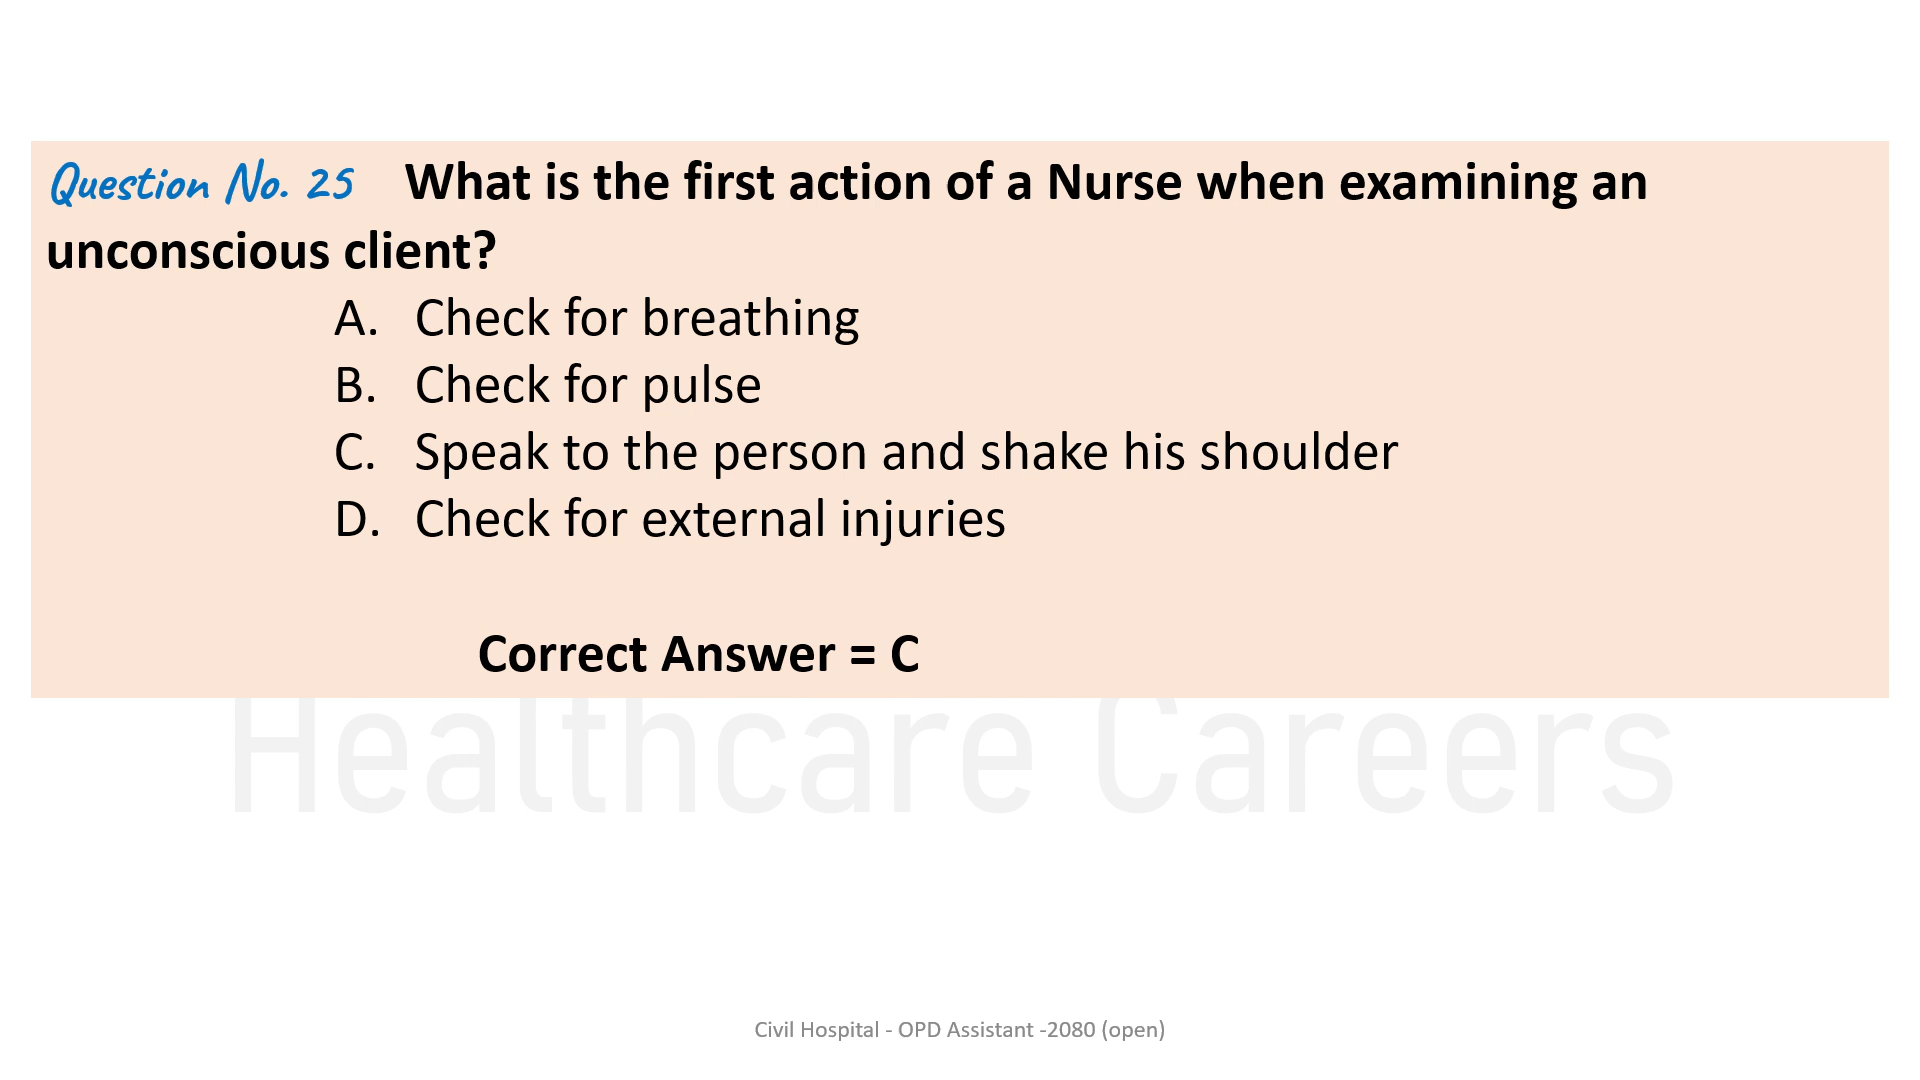 Question No. 25 What is the first action of a Nurse when examining an
unconscious client?
A. Check for breathing
B. Check for pulse
C. Speak to the person and shake his shoulder
D. Check for external injuries
Correct Answer = C
Healthcare Careers
Civil Hospital - OPD Assistant -2080 (open)